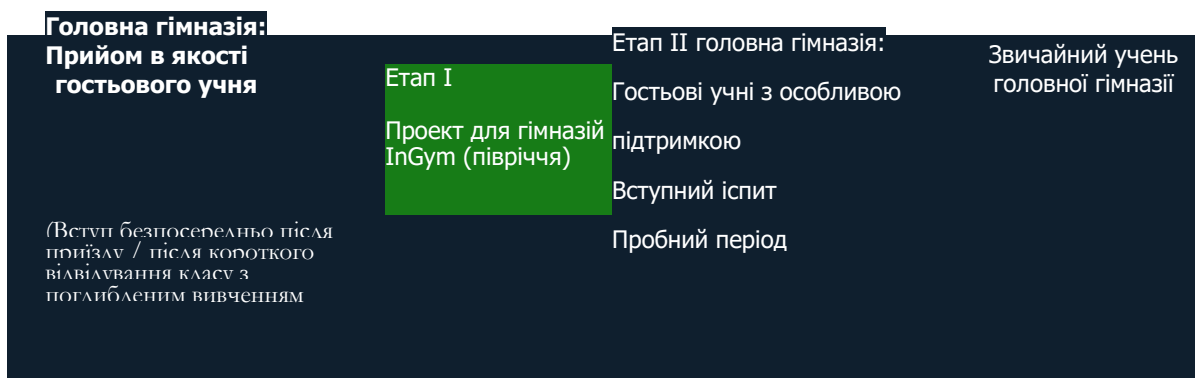 Головна гімназія:
Прийом в якості
гостьового учня
(Вступ безпосередньо після
приїзду / після короткого
відвідування класу з
поглибленим вивченням
Етап I
Проект для гімназій
InGym (півріччя)
Етап II головна гімназія:
Гостьові учні з особливою
підтримкою
Вступний іспит
Пробний період
Звичайний учень
головної гімназії